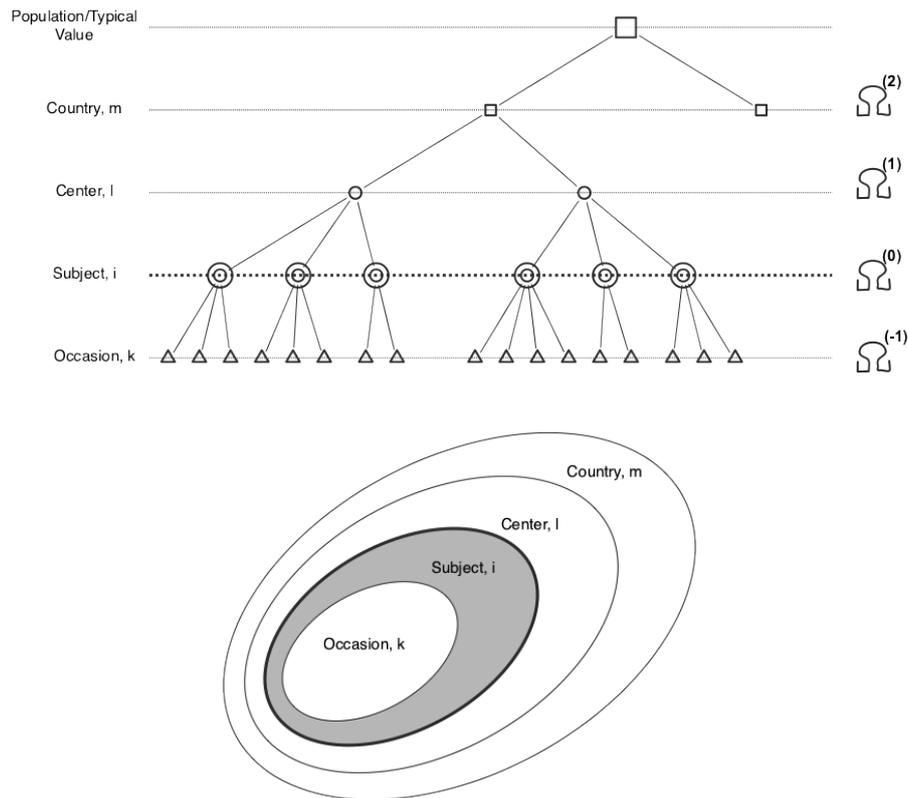 Population/Typical
Value
Country, m
Ω(2)
Center, l
Ω(1)
Subject, i
Ω(0)
Occasion, k
Ω(-1)
Country, m
Center, l
Subject, i
Occasion, k